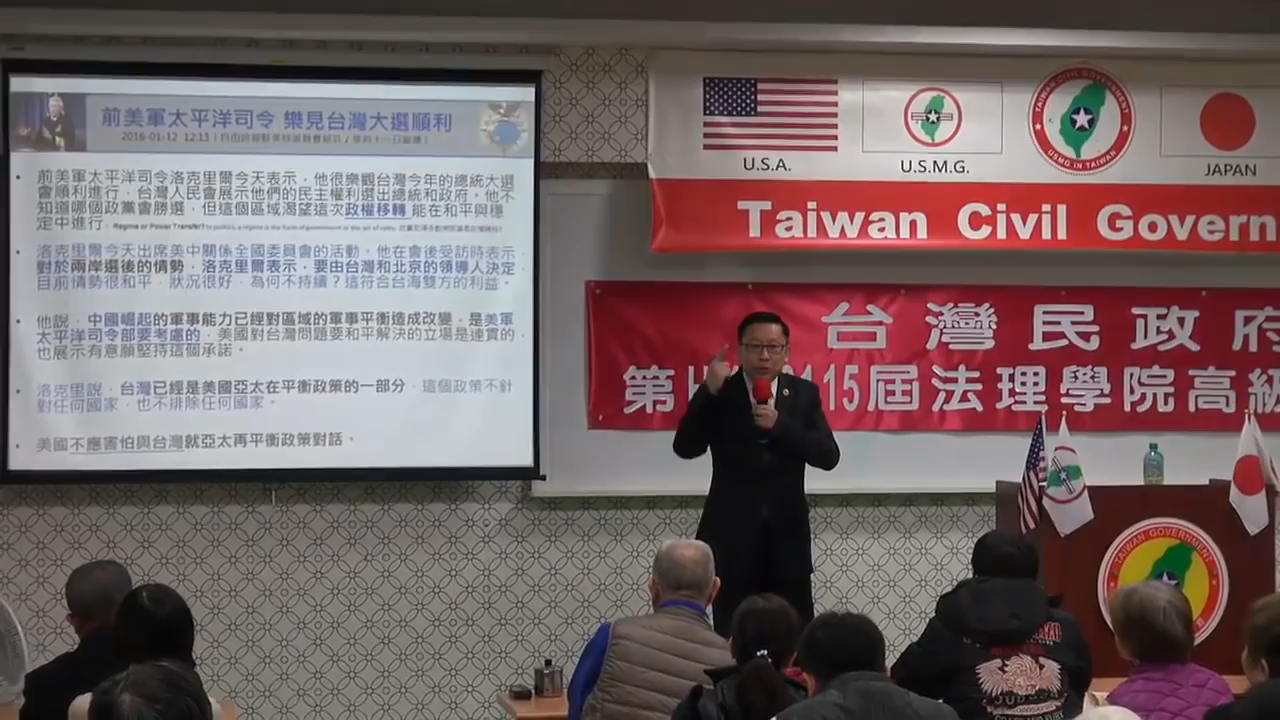 前美軍太平洋司令 樂見台灣大選順利
2016-01-12 12:13
前美軍太平洋司令洛克里爾今天表示，他很樂觀台灣今年的總統大選
會順利進行，台灣人民會展示他們的民主權利選出總統和政府。他不
知道哪個政黨會勝選，但這個區域渴望這次政權移轉 能在和平與穩
定中進行。Regime or Power Transfer?
洛克里爾今天出席美中關係全國委員會的活動，他在會後受訪時表示
對於兩岸選後的情勢，洛克里爾表示，要由台灣和北京的領導人決定，
目前情勢很和平，狀況很好，為何不持續？這符合台海雙方的利益。
他說，中國崛起的軍事能力已經對區域的軍事平衡造成改變，是美軍
太平洋司令部要考慮的，美國對台灣問題要和平解決的立場是連貫的，
也展示有意願堅持這個承諾。
洛克里說，台灣已經是美國亞太在平衡政策的一部分，這個政策不針
對任何國家，也不排除任何國家。
美國不應害怕與台灣就亞太再平衡政策對話。
U.S.A.
U.S.M.G.
TAIWAN CIVIL GOVERNMENT
USMG IN TAIWAN
JAPAN
Taiwan Civil Govern
台灣民政府
第
115屆法理學院高級
TAIWAN GOVERNMENT